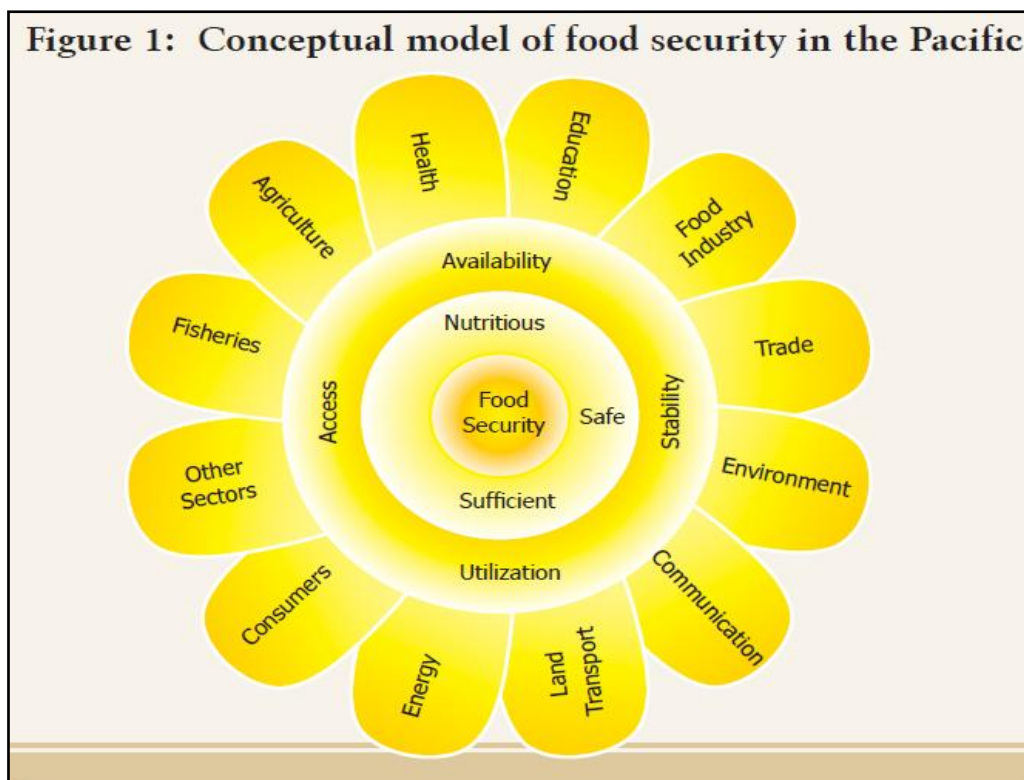 Figure 1: Conceptual model of food security in the Pacific
Health
Education
Food
Industry
Trade
Environment
Communication
Land
Transport
Energy
Consumers
Other
Sectors
Fisheries
Agriculture
Availability
Stability
Utilization
Access
Nutritious
Safe
Sufficient
Food
Security